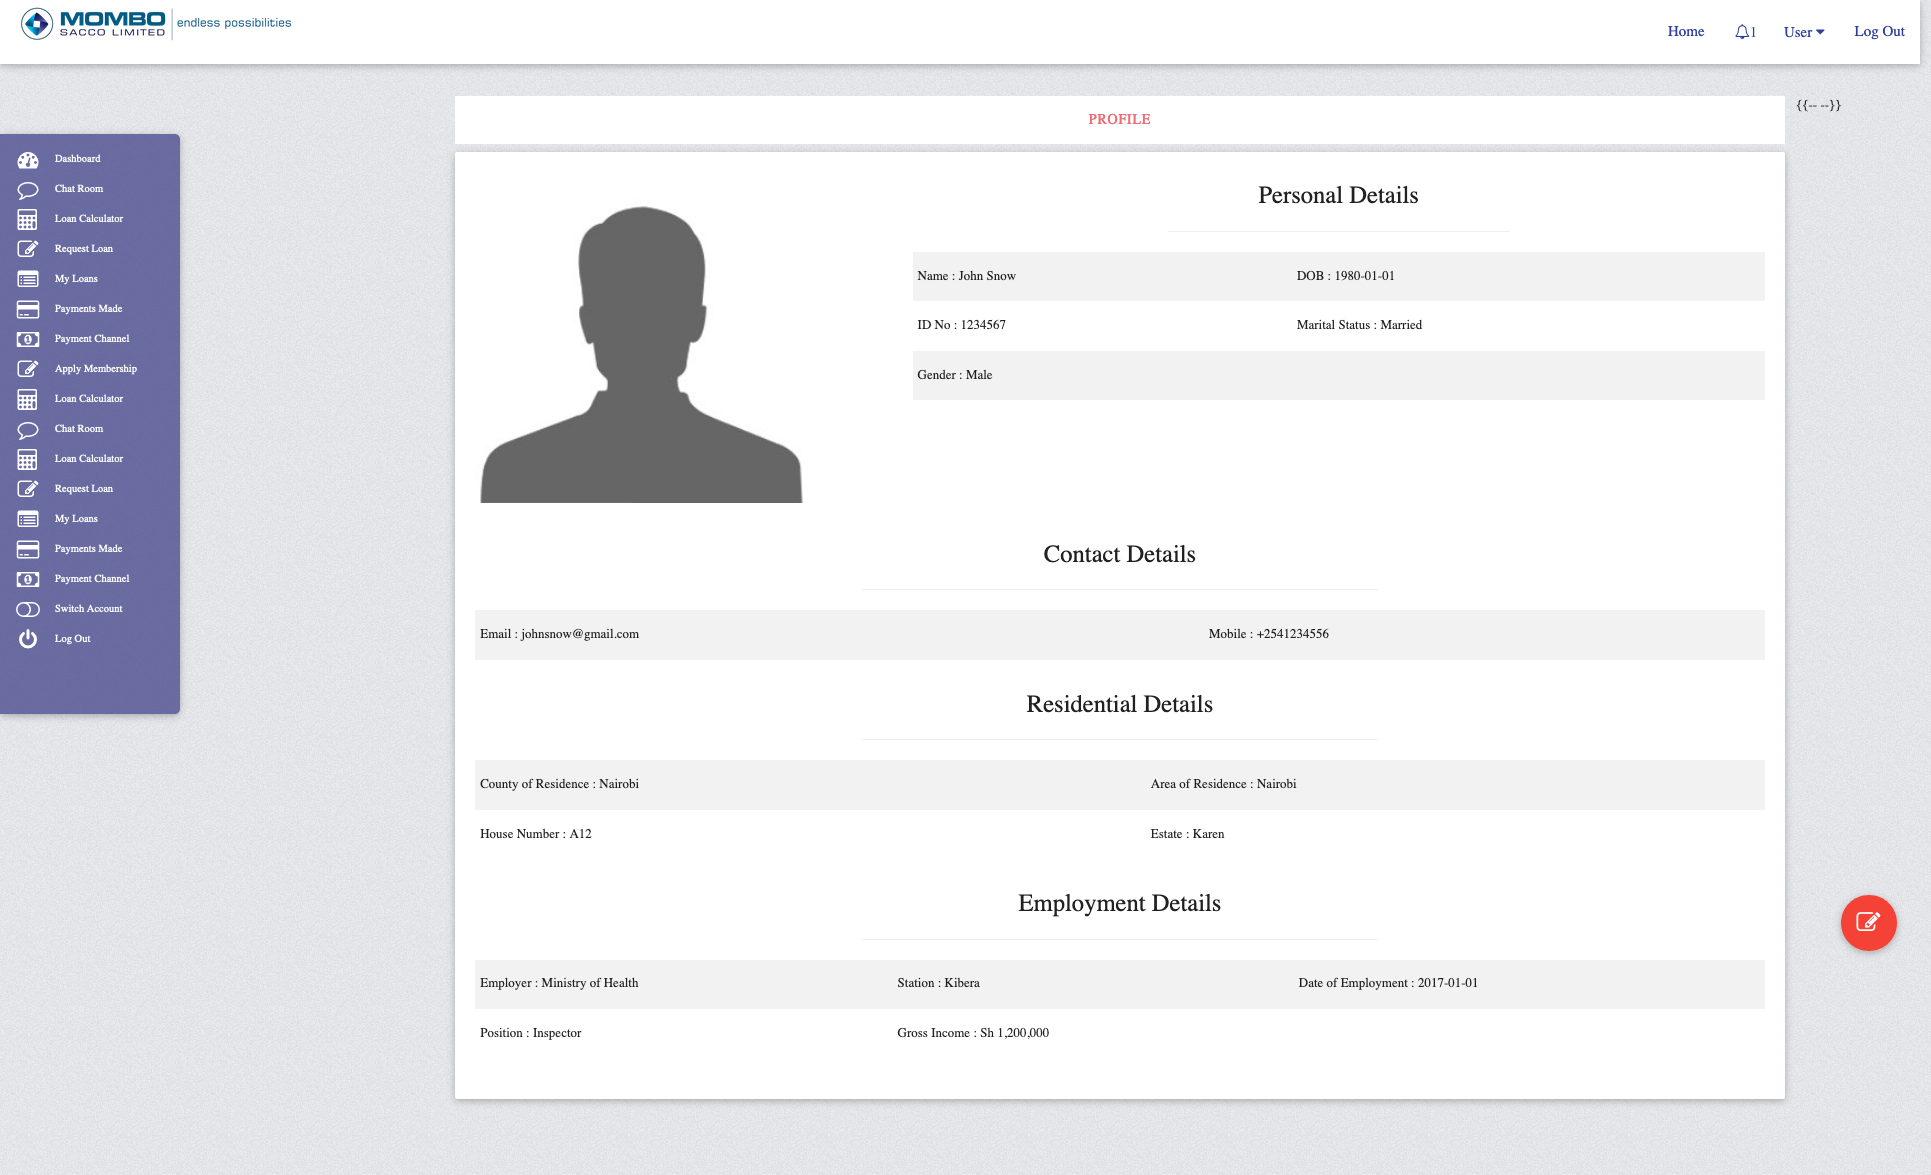 MOMBO
SACCO LIMITED
endless possibilities
Home
1
User
Log Out
{{-- --}}
PROFILE
Dashboard
Chat Room
Loan Calculator
Request Loan
My Loans
Payments Made
Payment Channel
Apply Membership
Loan Calculator
Chat Room
Loan Calculator
Request Loan
My Loans
Payments Made
Payment Channel
Switch Account
Log Out
Personal Details
Name : John Snow DOB : 1980-01-01
ID No : 1234567 Marital Status : Married
Gender : Male
Contact Details
Email : johnsnow@gmail.com Mobile : +2541234556
Residential Details
County of Residence : Nairobi Area of Residence : Nairobi
House Number : A12 Estate : Karen
Employment Details
Employer : Ministry of Health Station : Kibera Date of Employment : 2017-01-01
Position : Inspector Gross Income : Sh 1,200,000